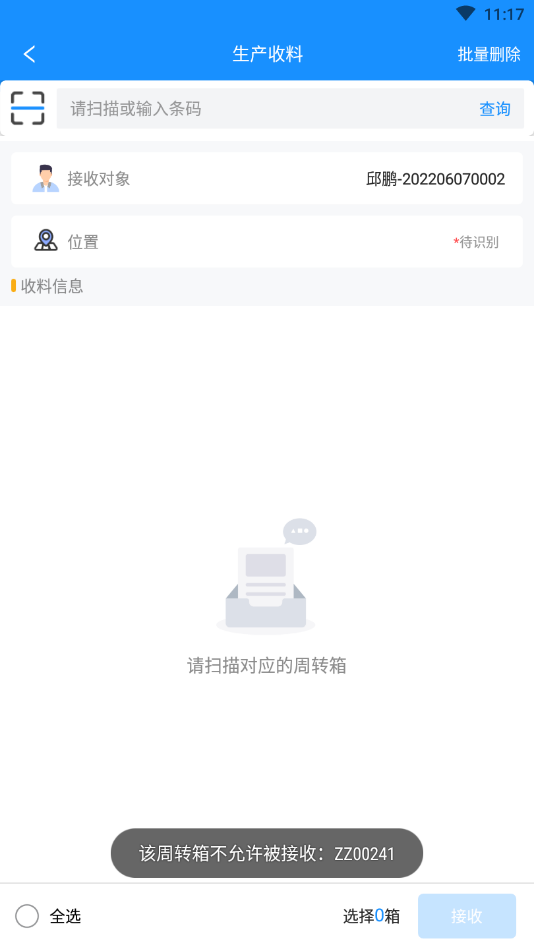 11:17
生产收料
批量删除
请扫描或输入条码
查询
接收对象
邱鹏-202206070002
位置
*待识别
收料信息
请扫描对应的周转箱
该周转箱不允许被接收：ZZ00241
全选
选择0箱
接收